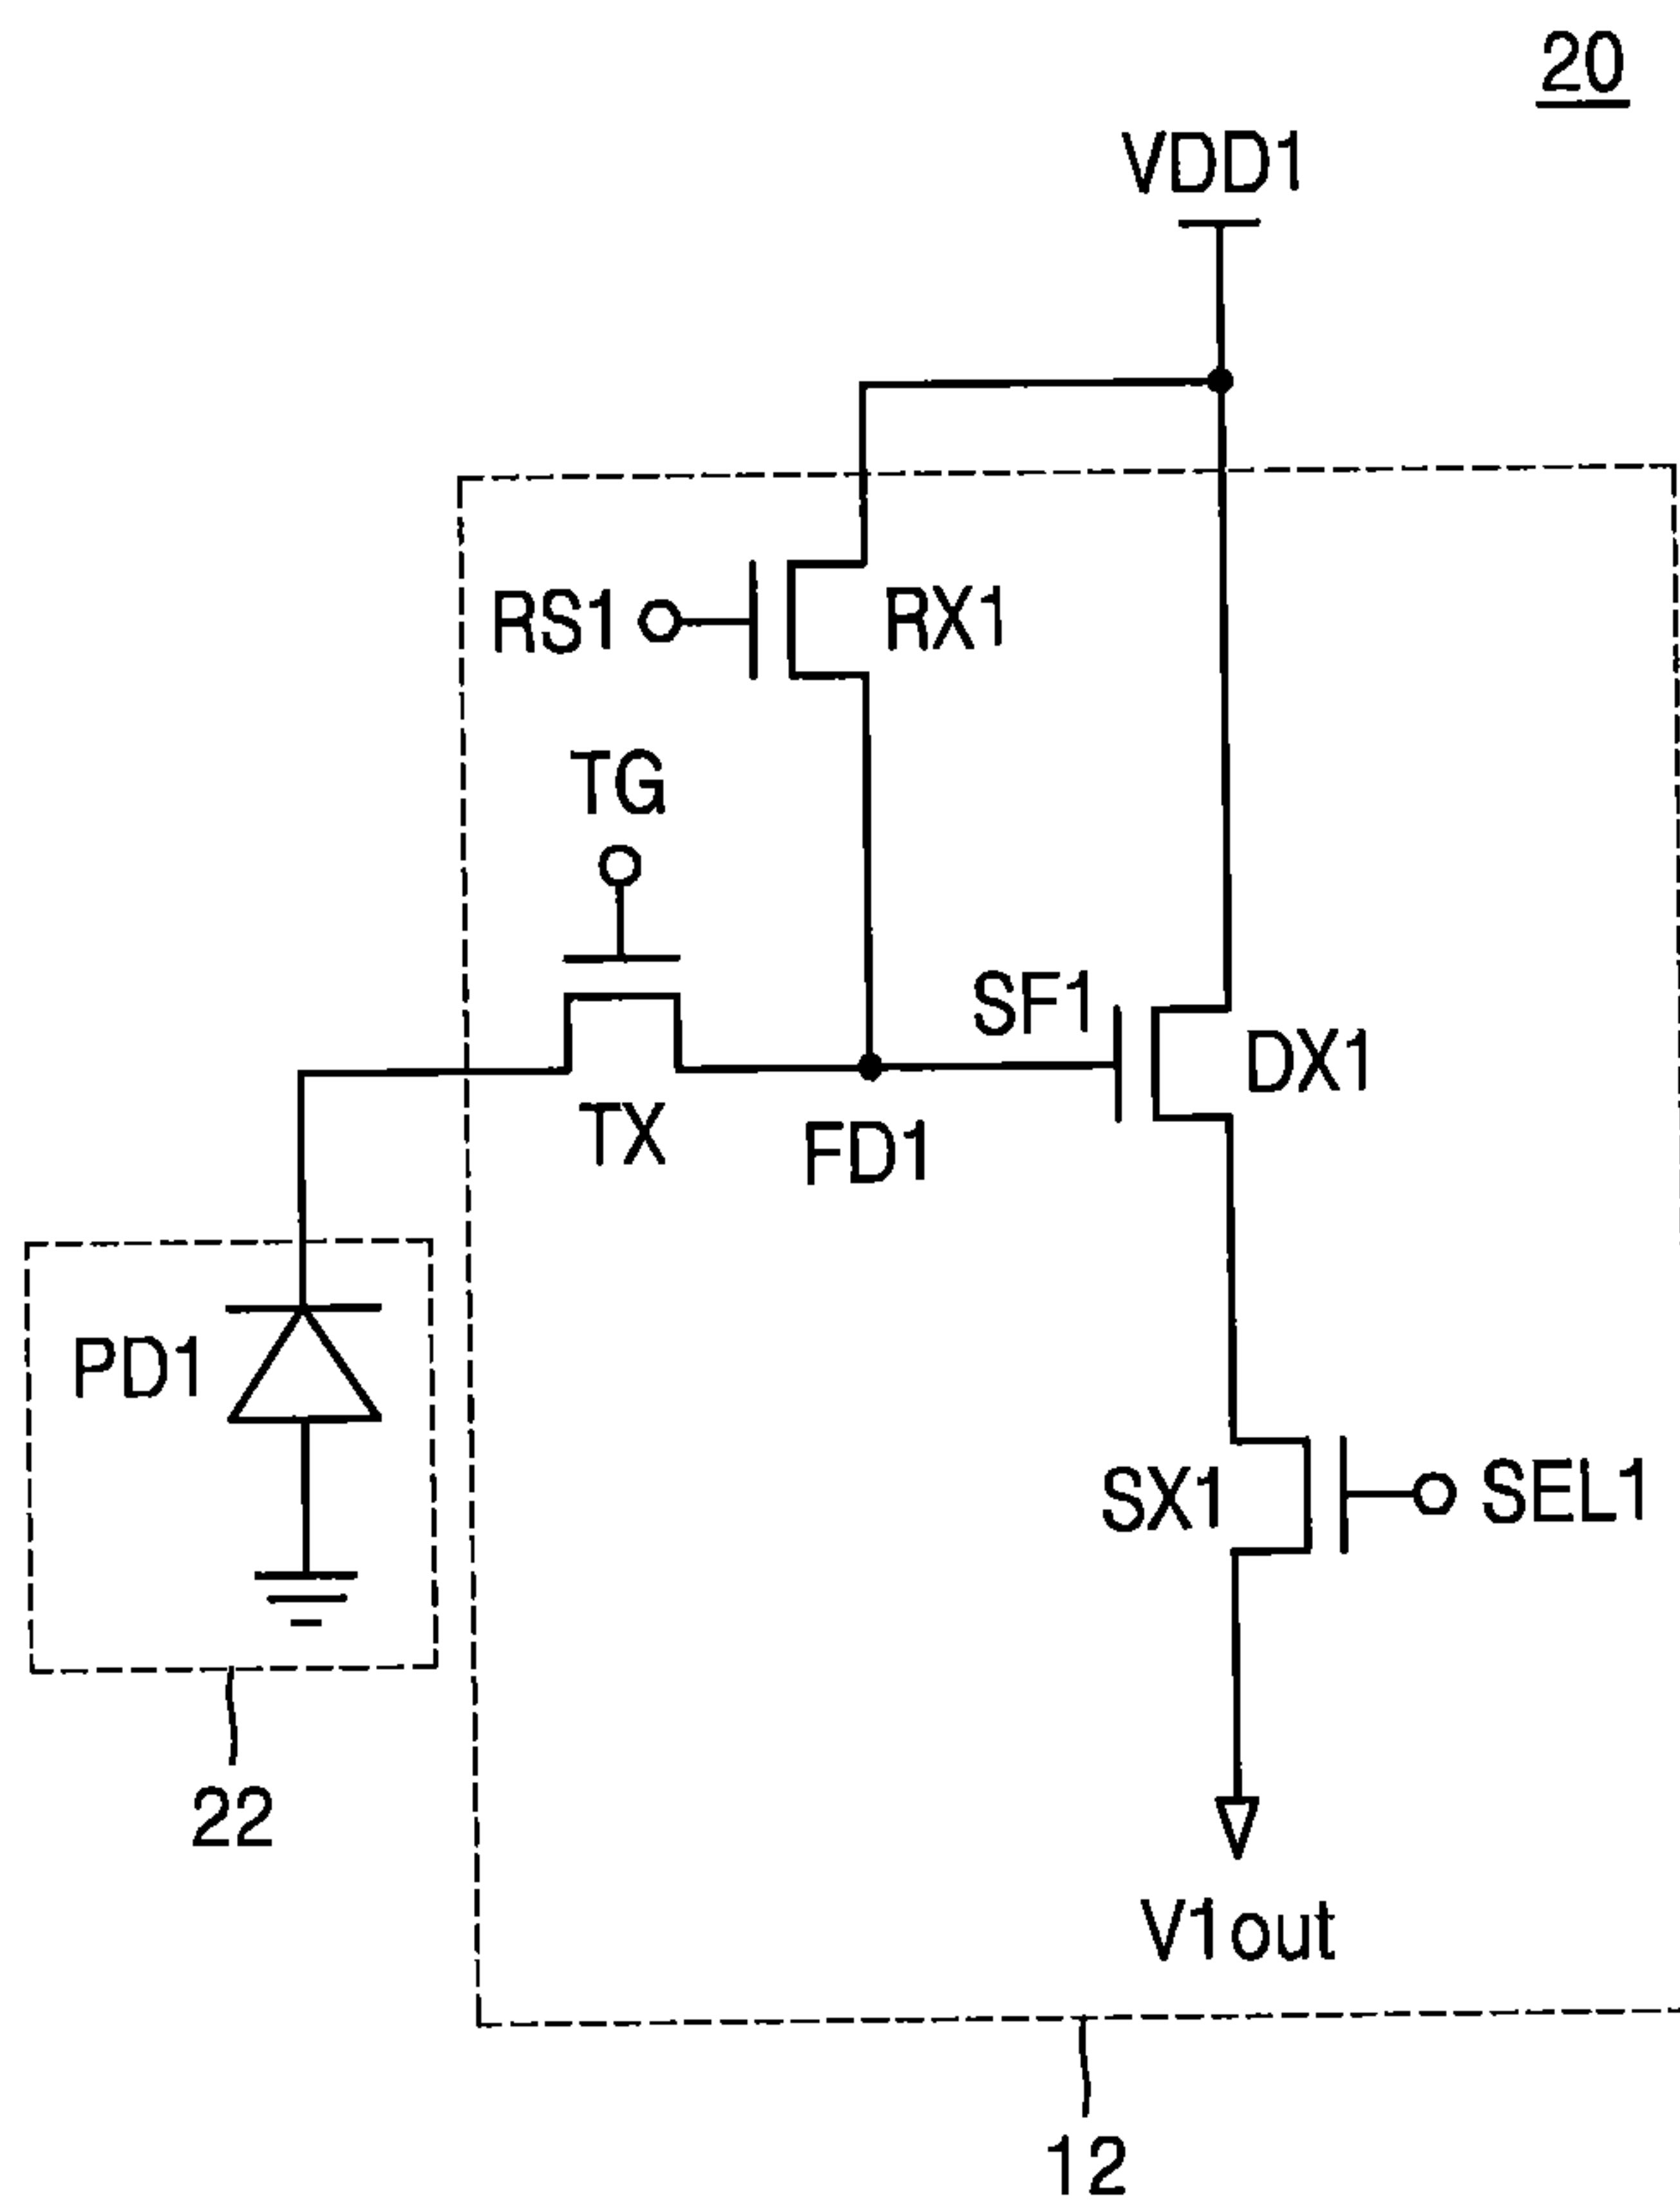 20
VDD1
RS1
RX1
TG
SF1
DX1
TX
FD1
PD1
SX1
SEL1
22
V1out
12